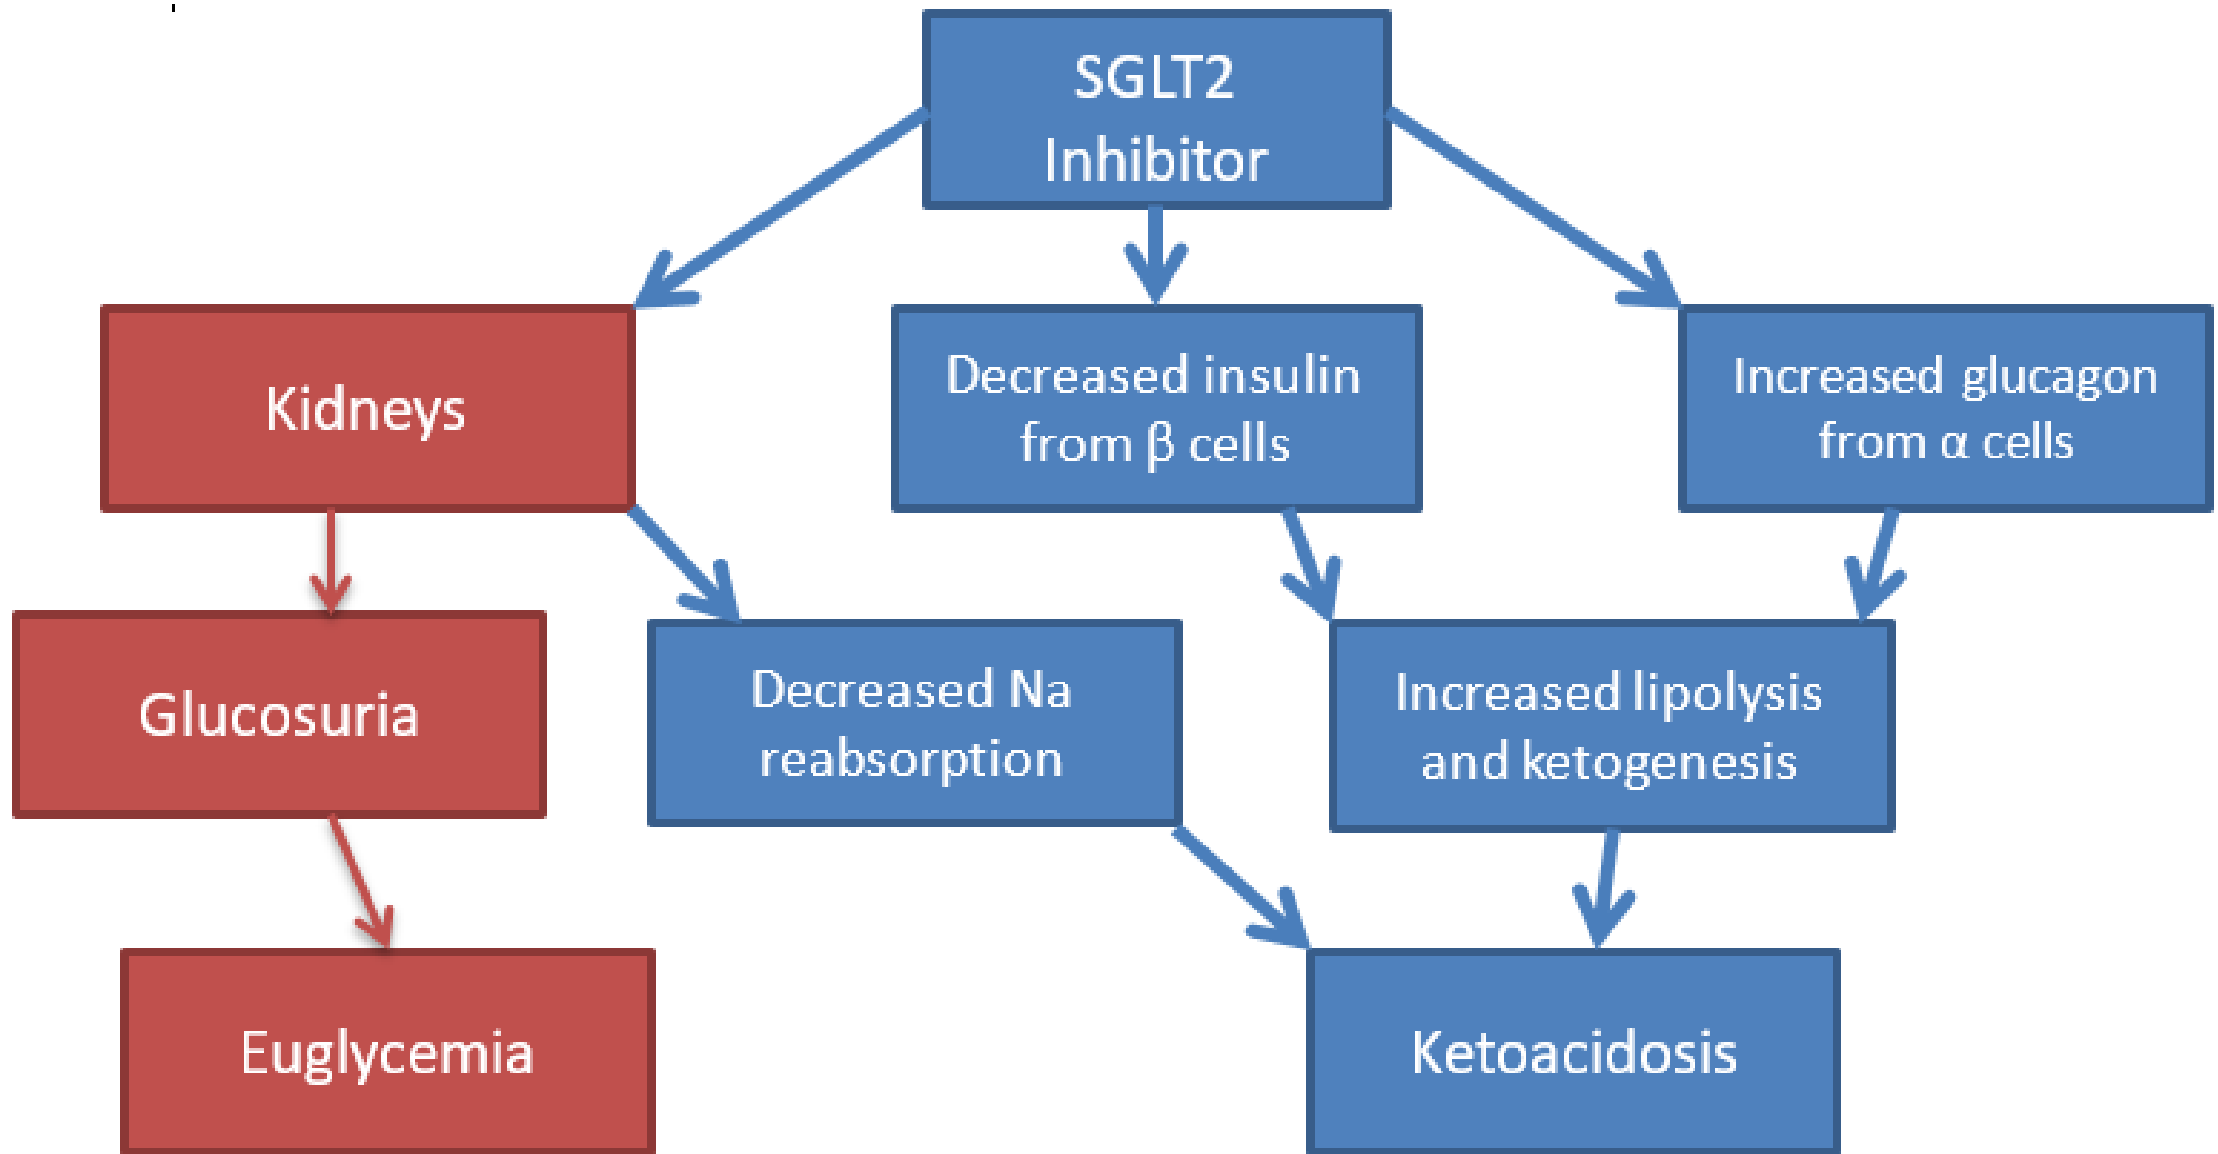 SGLT2
Inhibitor
Kidneys
Decreased insulin
from β cells
Increased glucagon
from α cells
Glucosuria
Decreased Na
reabsorption
Increased lipolysis
and ketogenesis
Euglycemia
Ketoacidosis